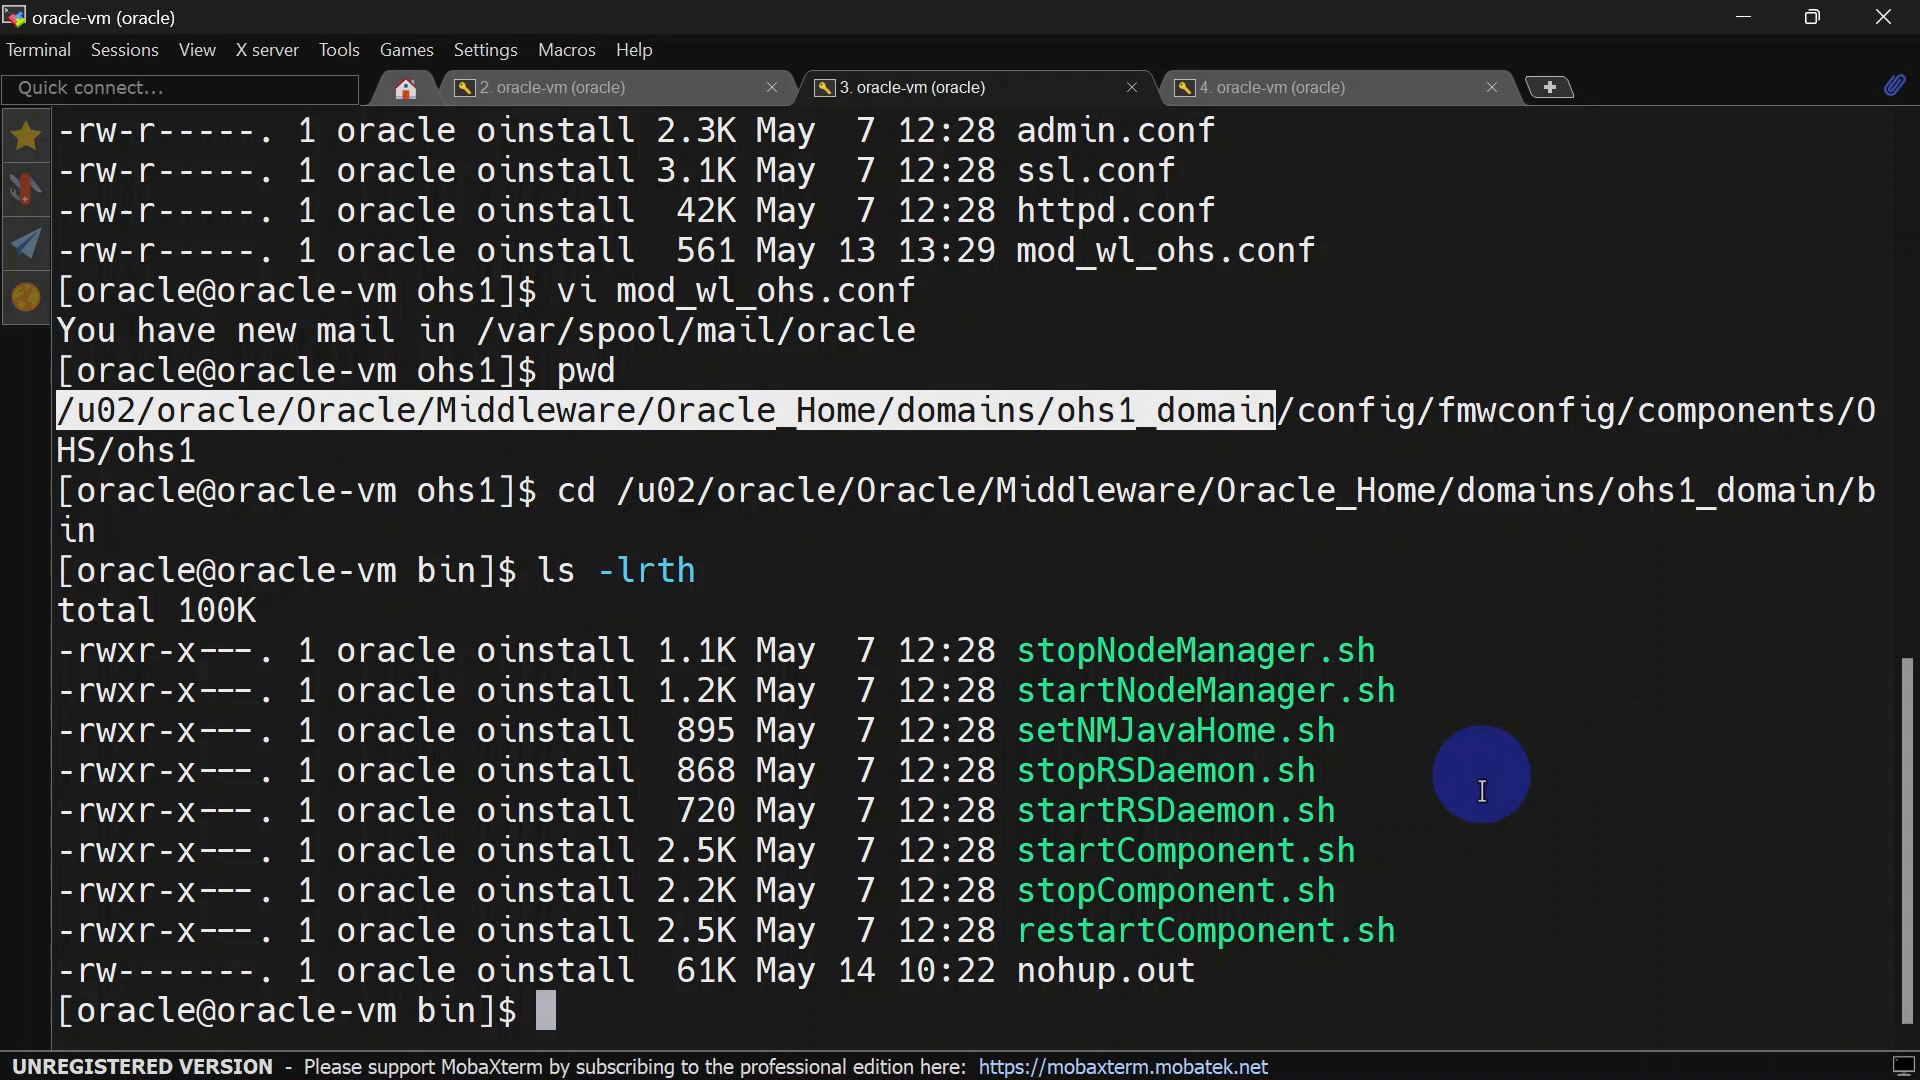 oracle-vm (oracle)
Terminal Sessions View X server Tools Games Settings Macros Help
Quick connect... 2. oracle-vm (oracle) 3. oracle-vm (oracle) 4. oracle-vm (oracle)
-rw-r-----. 1 oracle oinstall 2.3K May  7 12:28 admin.conf
-rw-r-----. 1 oracle oinstall 3.1K May  7 12:28 ssl.conf
-rw-r-----. 1 oracle oinstall  42K May  7 12:28 httpd.conf
-rw-r-----. 1 oracle oinstall  561 May 13 13:29 mod_wl_ohs.conf
[oracle@oracle-vm ohs1]$ vi mod_wl_ohs.conf
You have new mail in /var/spool/mail/oracle
[oracle@oracle-vm ohs1]$ pwd
/u02/oracle/Oracle/Middleware/Oracle_Home/domains/ohs1_domain/config/fmwconfig/components/O
HS/ohs1
[oracle@oracle-vm ohs1]$ cd /u02/oracle/Oracle/Middleware/Oracle_Home/domains/ohs1_domain/b
in
[oracle@oracle-vm bin]$ ls -lrth
total 100K
-rwxr-x---. 1 oracle oinstall 1.1K May  7 12:28 stopNodeManager.sh
-rwxr-x---. 1 oracle oinstall 1.2K May  7 12:28 startNodeManager.sh
-rwxr-x---. 1 oracle oinstall  895 May  7 12:28 setNMJavaHome.sh
-rwxr-x---. 1 oracle oinstall  868 May  7 12:28 stopRSDaemon.sh
-rwxr-x---. 1 oracle oinstall  720 May  7 12:28 startRSDaemon.sh
-rwxr-x---. 1 oracle oinstall 2.5K May  7 12:28 startComponent.sh
-rwxr-x---. 1 oracle oinstall 2.2K May  7 12:28 stopComponent.sh
-rwxr-x---. 1 oracle oinstall 2.5K May  7 12:28 restartComponent.sh
-rw-------. 1 oracle oinstall  61K May 14 10:22 nohup.out
[oracle@oracle-vm bin]$
UNREGISTERED VERSION - Please support MobaXterm by subscribing to the professional edition here: https://mobaxterm.mobatek.net